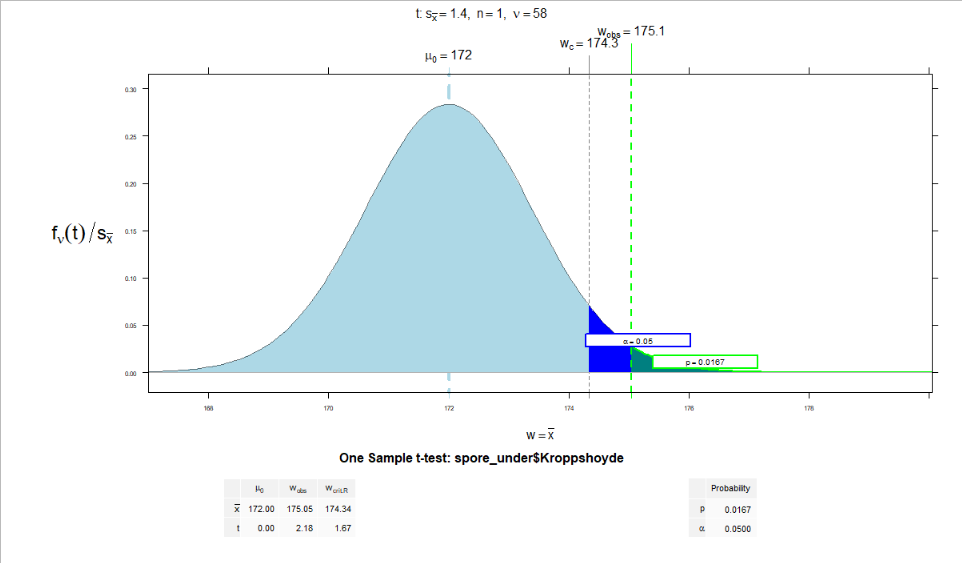 t: s_x̅ = 1.4, n = 1, ν = 58
w_obs = 175.1
w_c = 174.3
μ_0 = 172
0.30
0.25
0.20
0.15
0.10
0.05
0.00
f_ν(t)/s_x̅
α = 0.05
p = 0.0167
168 170 172 174 176 178
w = x̅
One Sample t-test: spore_under$Kroppshoyde
μ_0 w_obs w_crit.R
x̅ 172.00 175.05 174.34
t 0.00 2.18 1.67
Probability
p 0.0167
α 0.0500